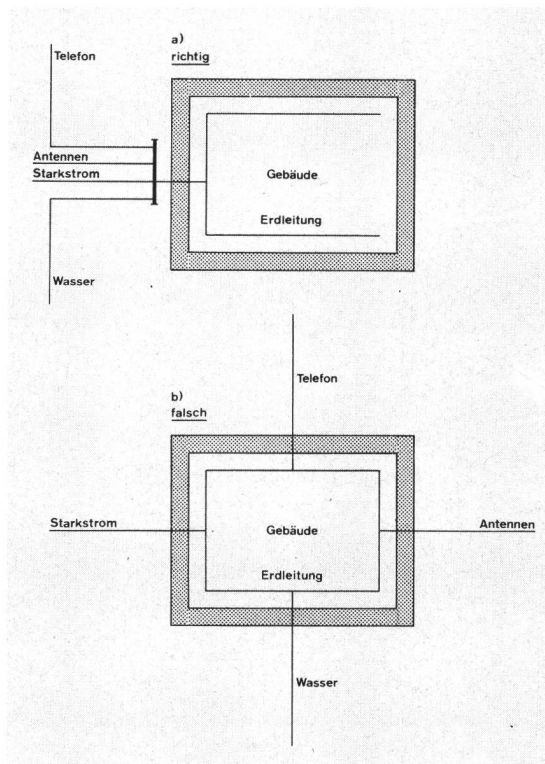 a)
richtig
Telefon
Antennen
Starkstrom
Gebäude
Erdleitung
Wasser
Telefon
b)
falsch
Starkstrom
Gebäude
Antennen
Erdleitung
Wasser